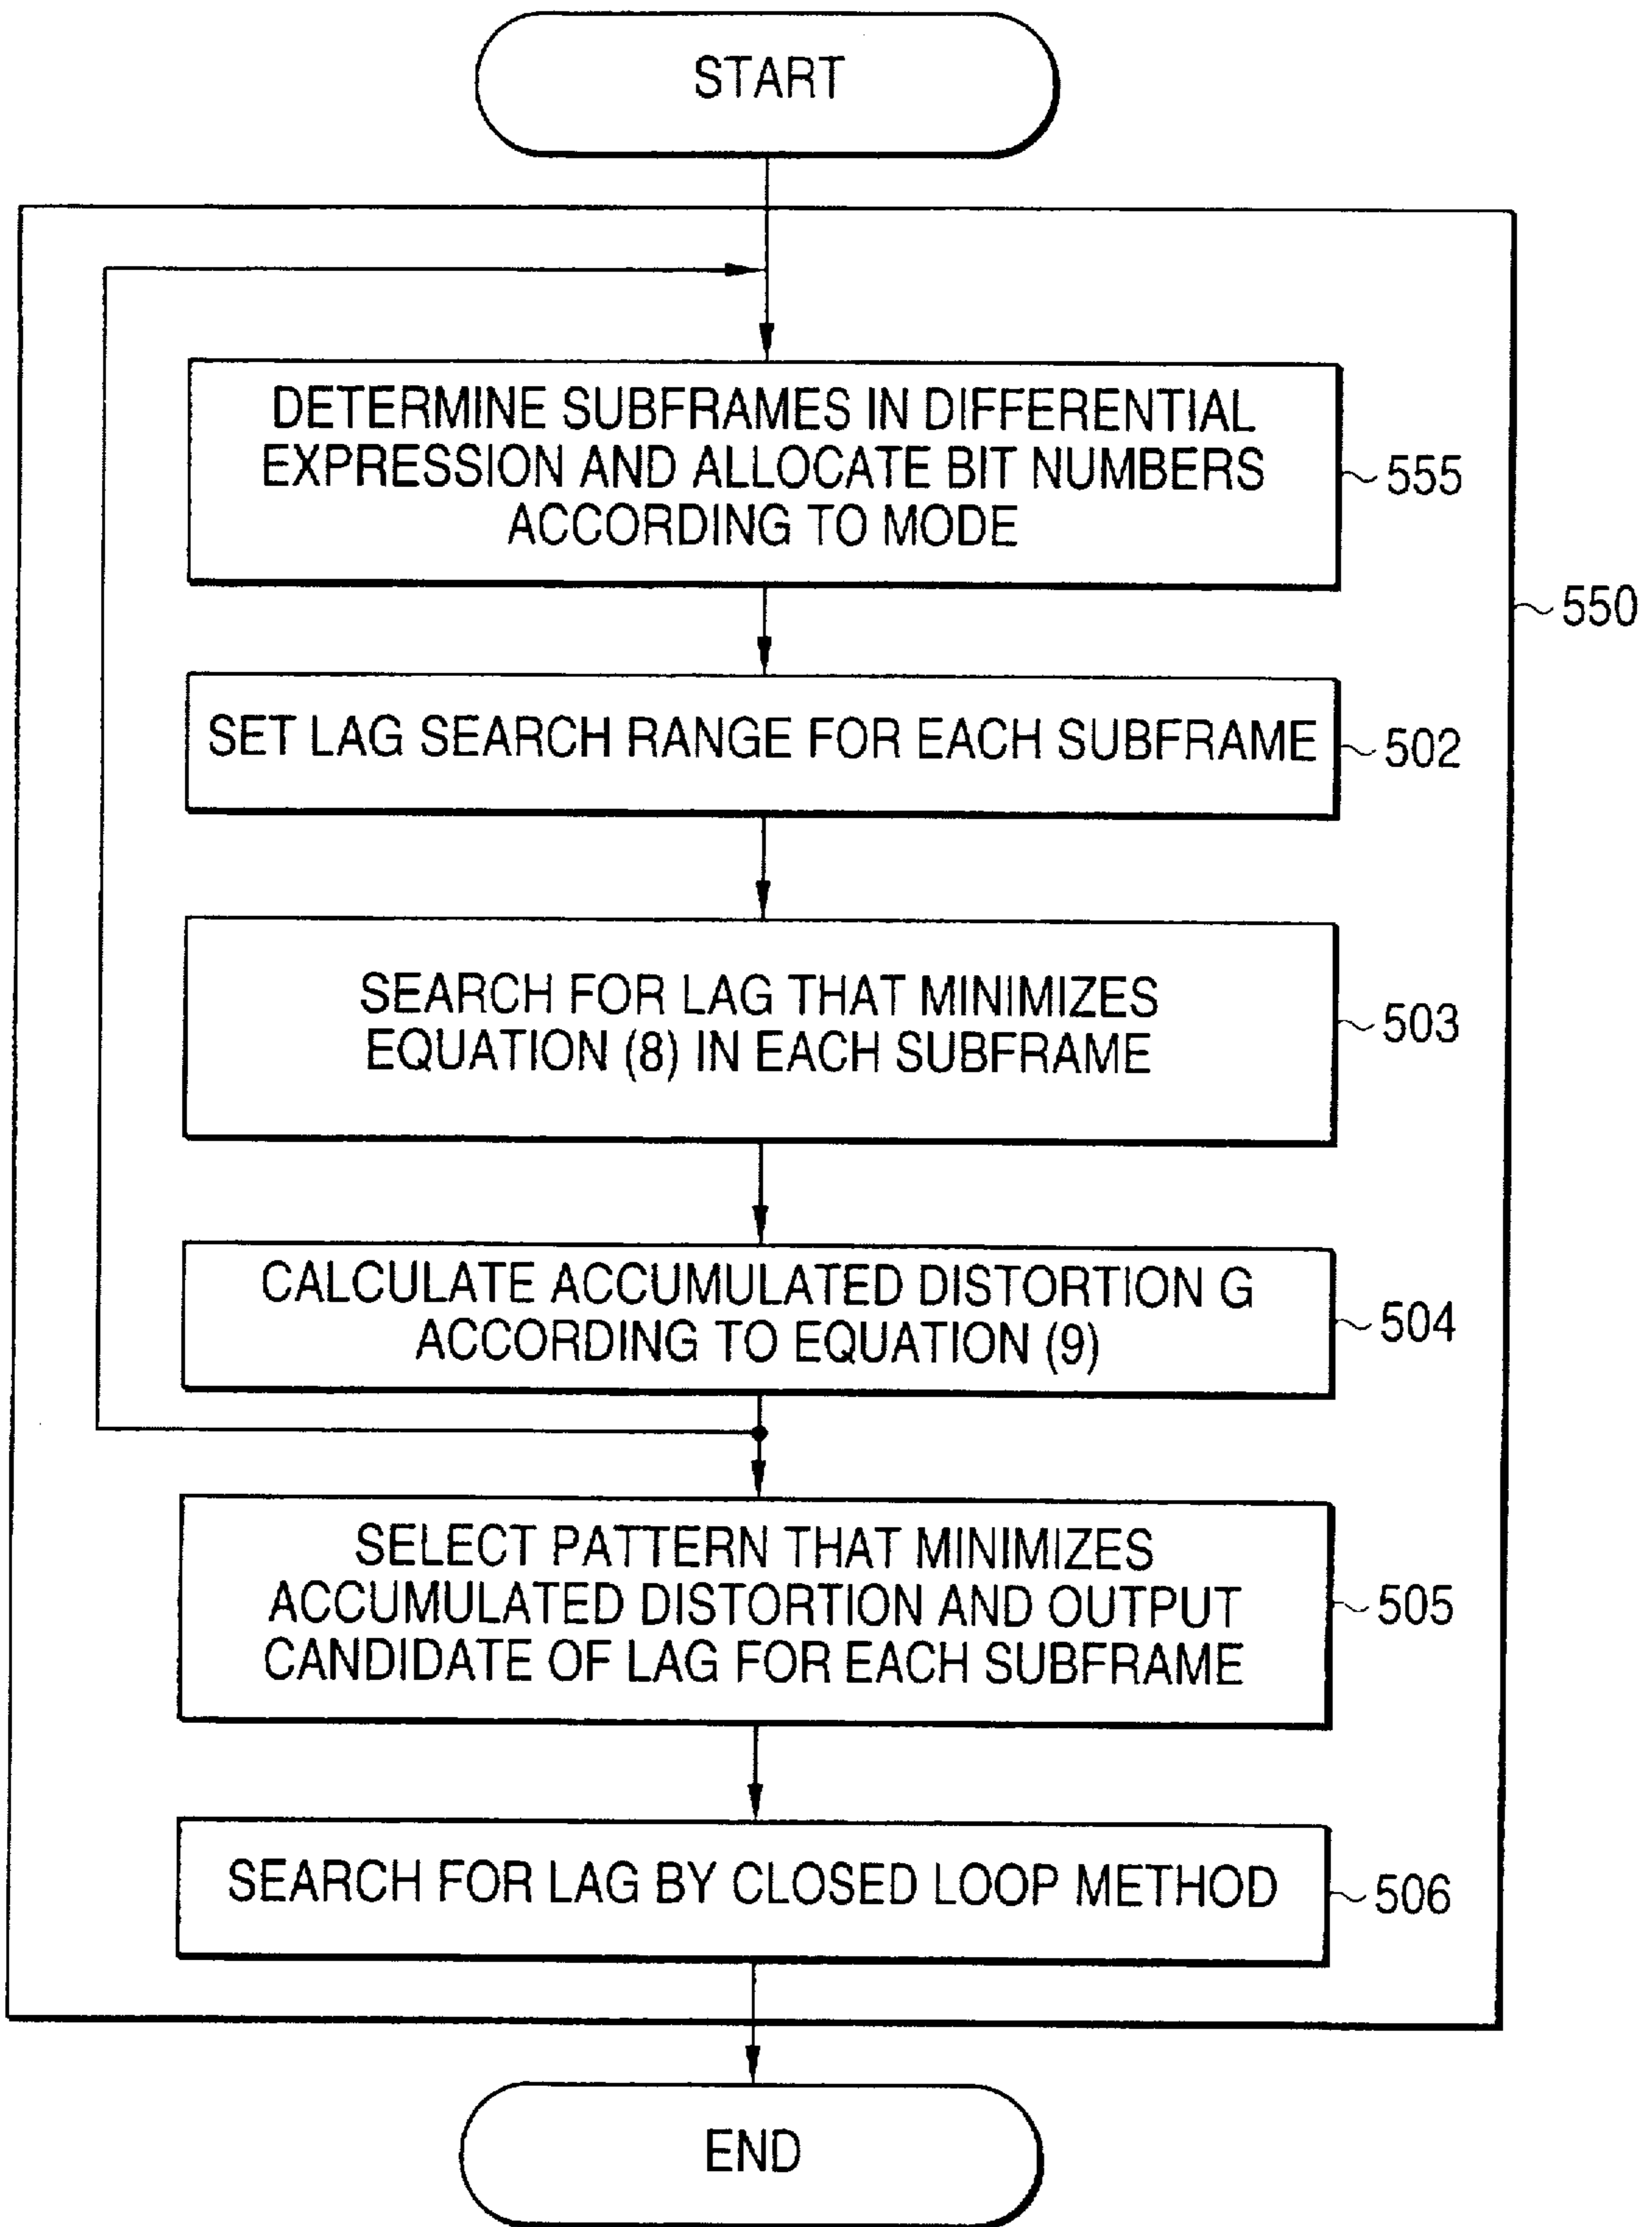 START
DETERMINE SUBFRAMES IN DIFFERENTIAL
EXPRESSION AND ALLOCATE BIT NUMBERS
ACCORDING TO MODE
555
550
SET LAG SEARCH RANGE FOR EACH SUBFRAME
502
SEARCH FOR LAG THAT MINIMIZES
EQUATION (8) IN EACH SUBFRAME
503
CALCULATE ACCUMULATED DISTORTION G
ACCORDING TO EQUATION (9)
504
SELECT PATTERN THAT MINIMIZES
ACCUMULATED DISTORTION AND OUTPUT
CANDIDATE OF LAG FOR EACH SUBFRAME
505
SEARCH FOR LAG BY CLOSED LOOP METHOD
506
END